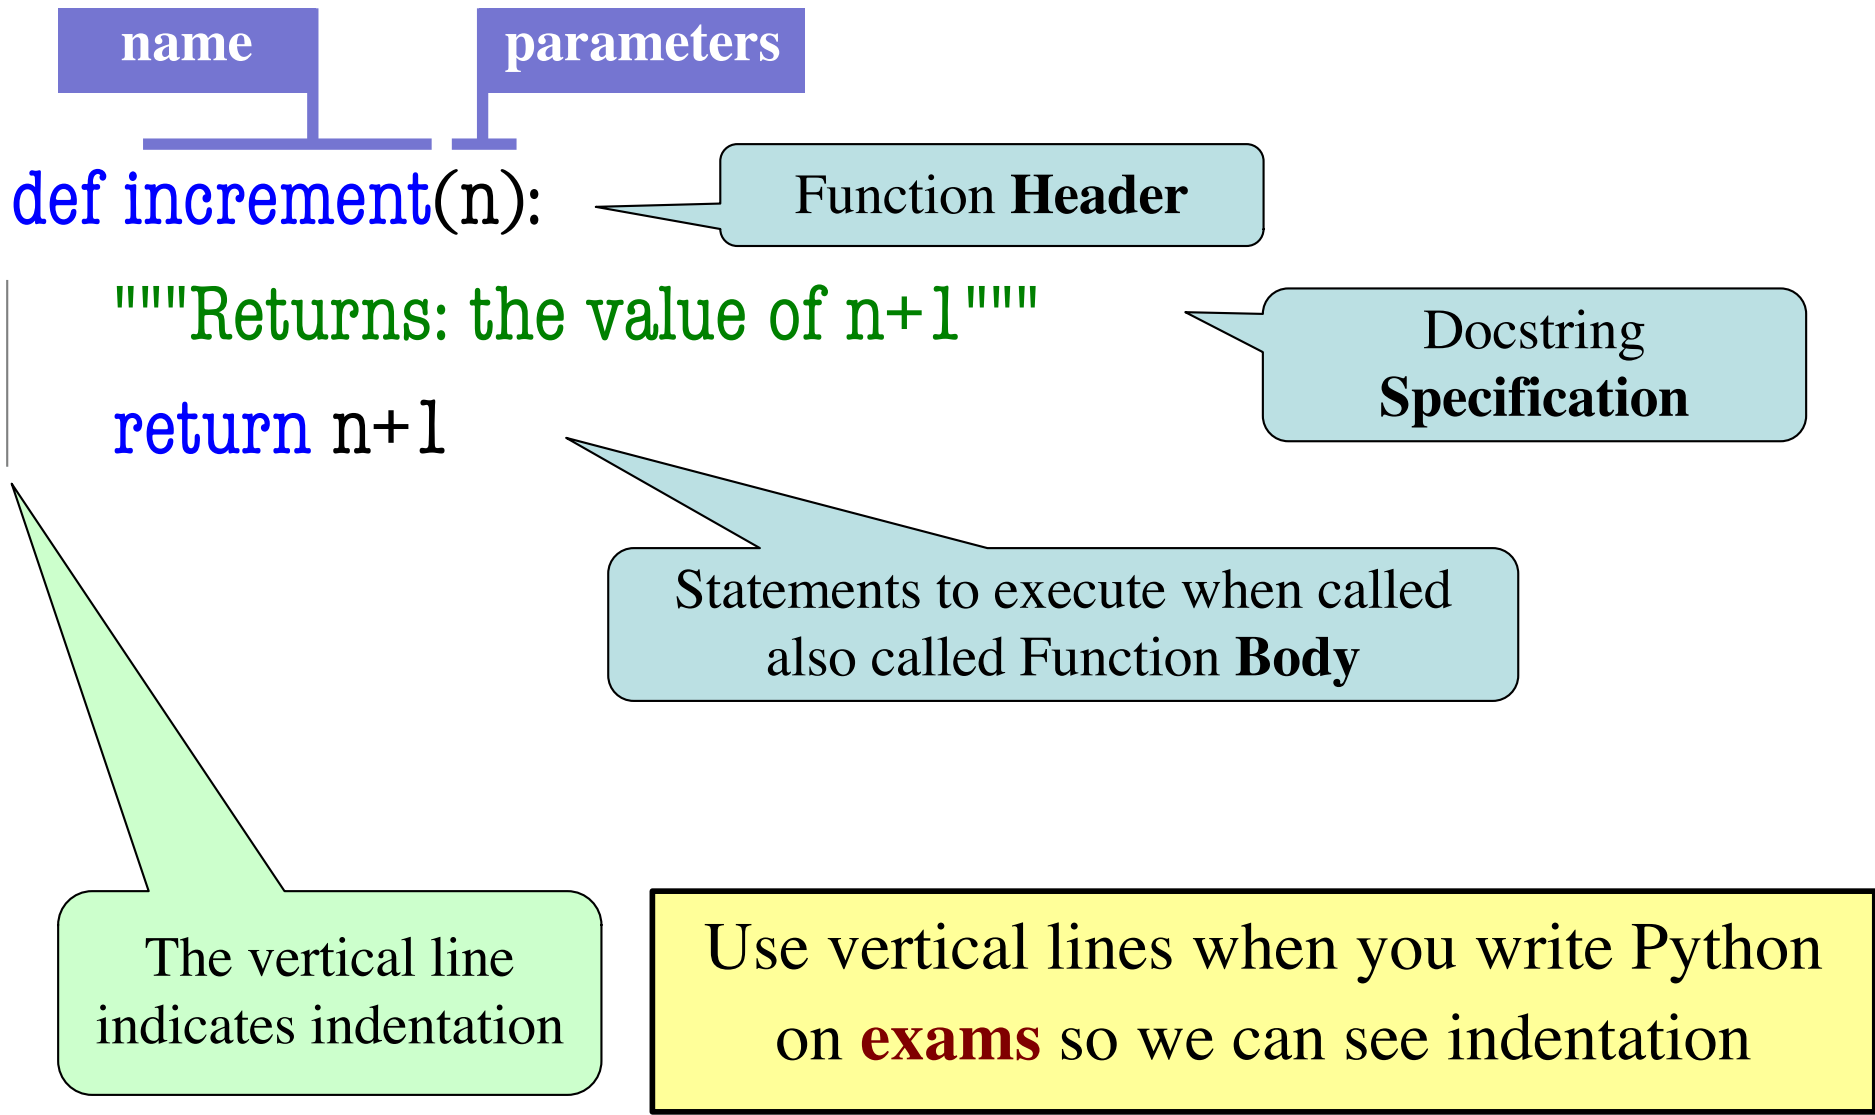 name
parameters
def increment(n):
Function Header
"""Returns: the value of n+1"""
Docstring
Specification
return n+1
Statements to execute when called
also called Function Body
The vertical line
indicates indentation
Use vertical lines when you write Python
on exams so we can see indentation